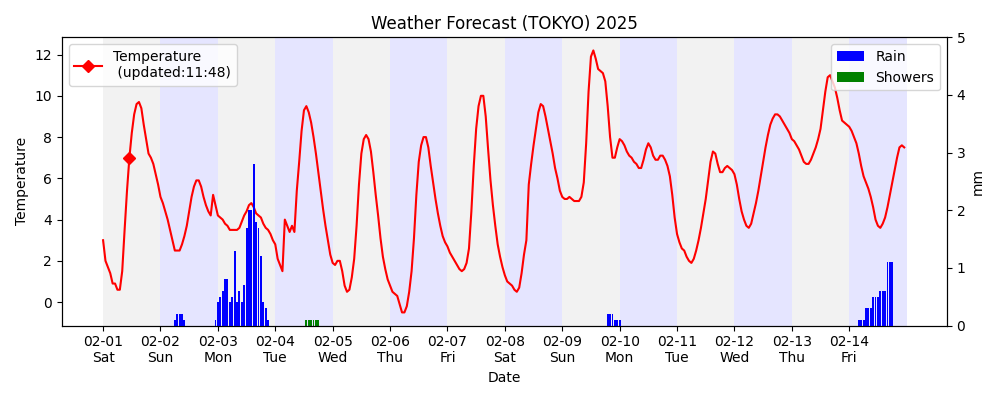 Weather Forecast (TOKYO) 2025
Temperature
(updated:11:48)
Rain
Showers
Temperature
12
10
8
6
4
2
0
5
4
3
2
1
0
mm
02-01 02-02 02-03 02-04 02-05 02-06 02-07 02-08 02-09 02-10 02-11 02-12 02-13 02-14
Sat Sun Mon Tue Wed Thu Fri Sat Sun Mon Tue Wed Thu Fri
Date